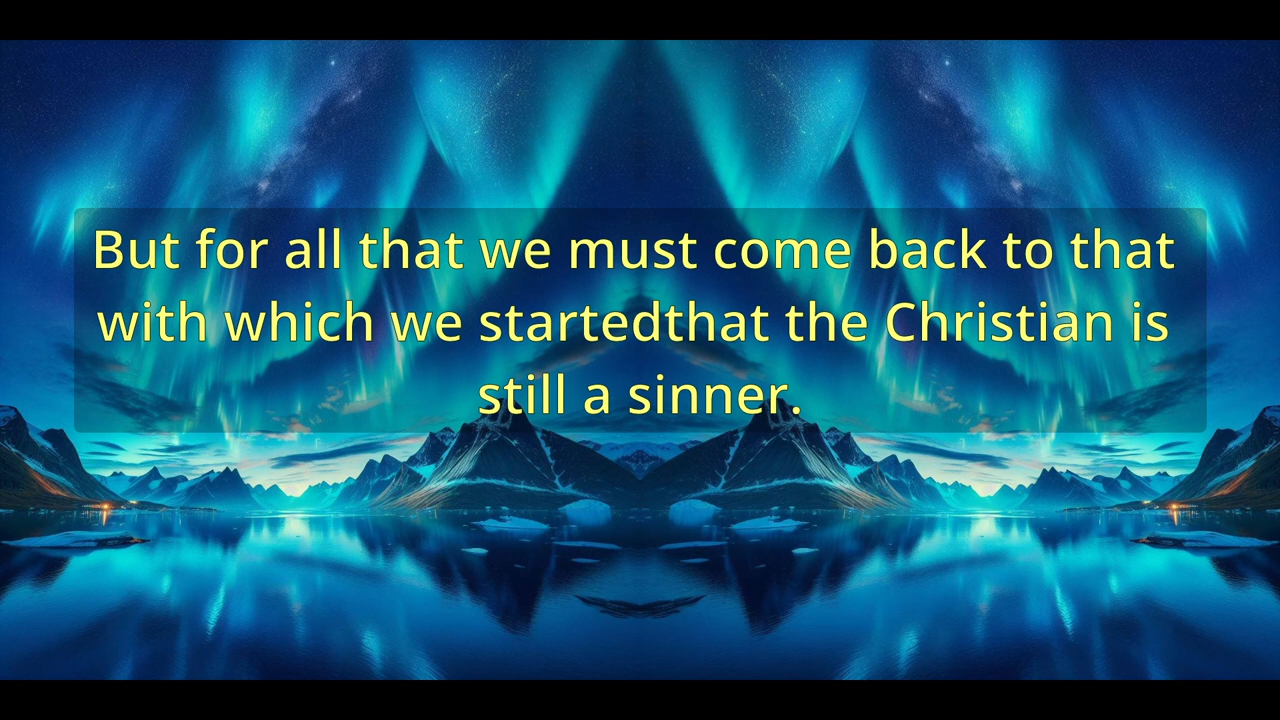 But for all that we must come back to that
with which we startedthat the Christian is
still a sinner.